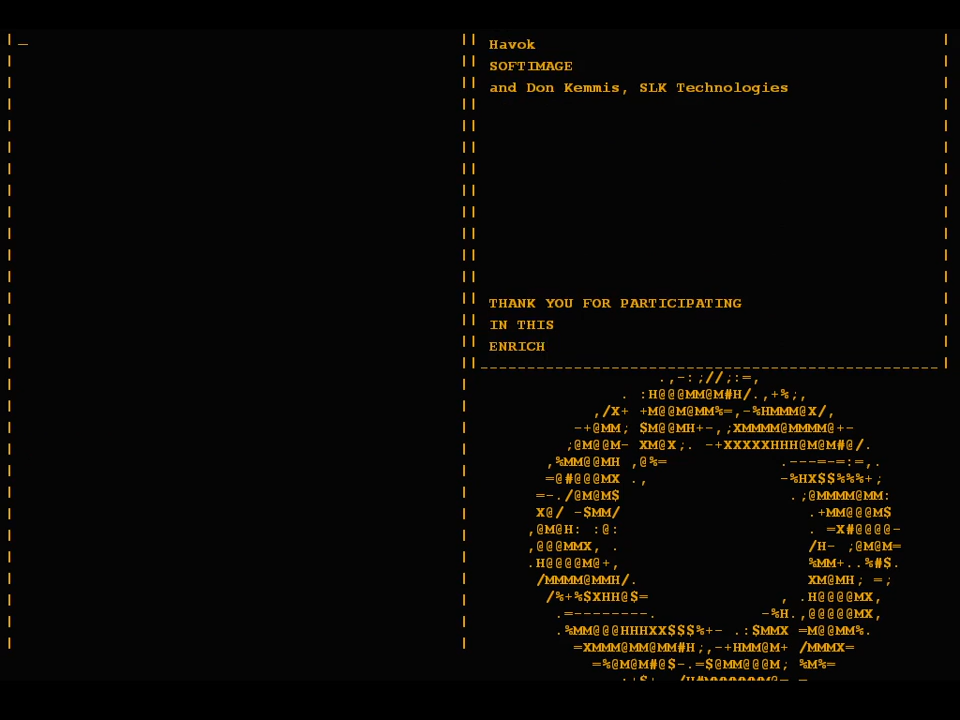 Havok
SOFTIMAGE
and Don Kemmis, SLK Technologies
THANK YOU FOR PARTICIPATING
IN THIS
ENRICH